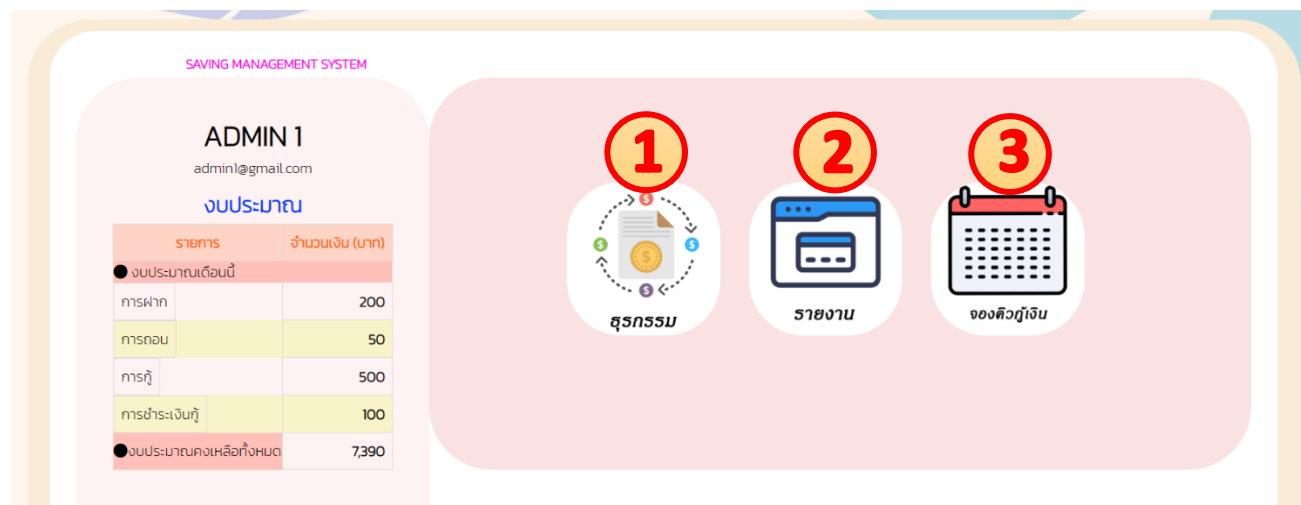 SAVING MANAGEMENT SYSTEM
ADMIN 1
admin1@gmail.com
งบประมาณ
รายการ จำนวนเงิน (บาท)
งบประมาณเดือนนี้
การฝาก 200
การถอน 50
การกู้ 500
การชำระเงินกู้ 100
งบประมาณคงเหลือทั้งหมด 7,390
1 2 3
ธุรกรรม รายงาน จองคิวกู้เงิน